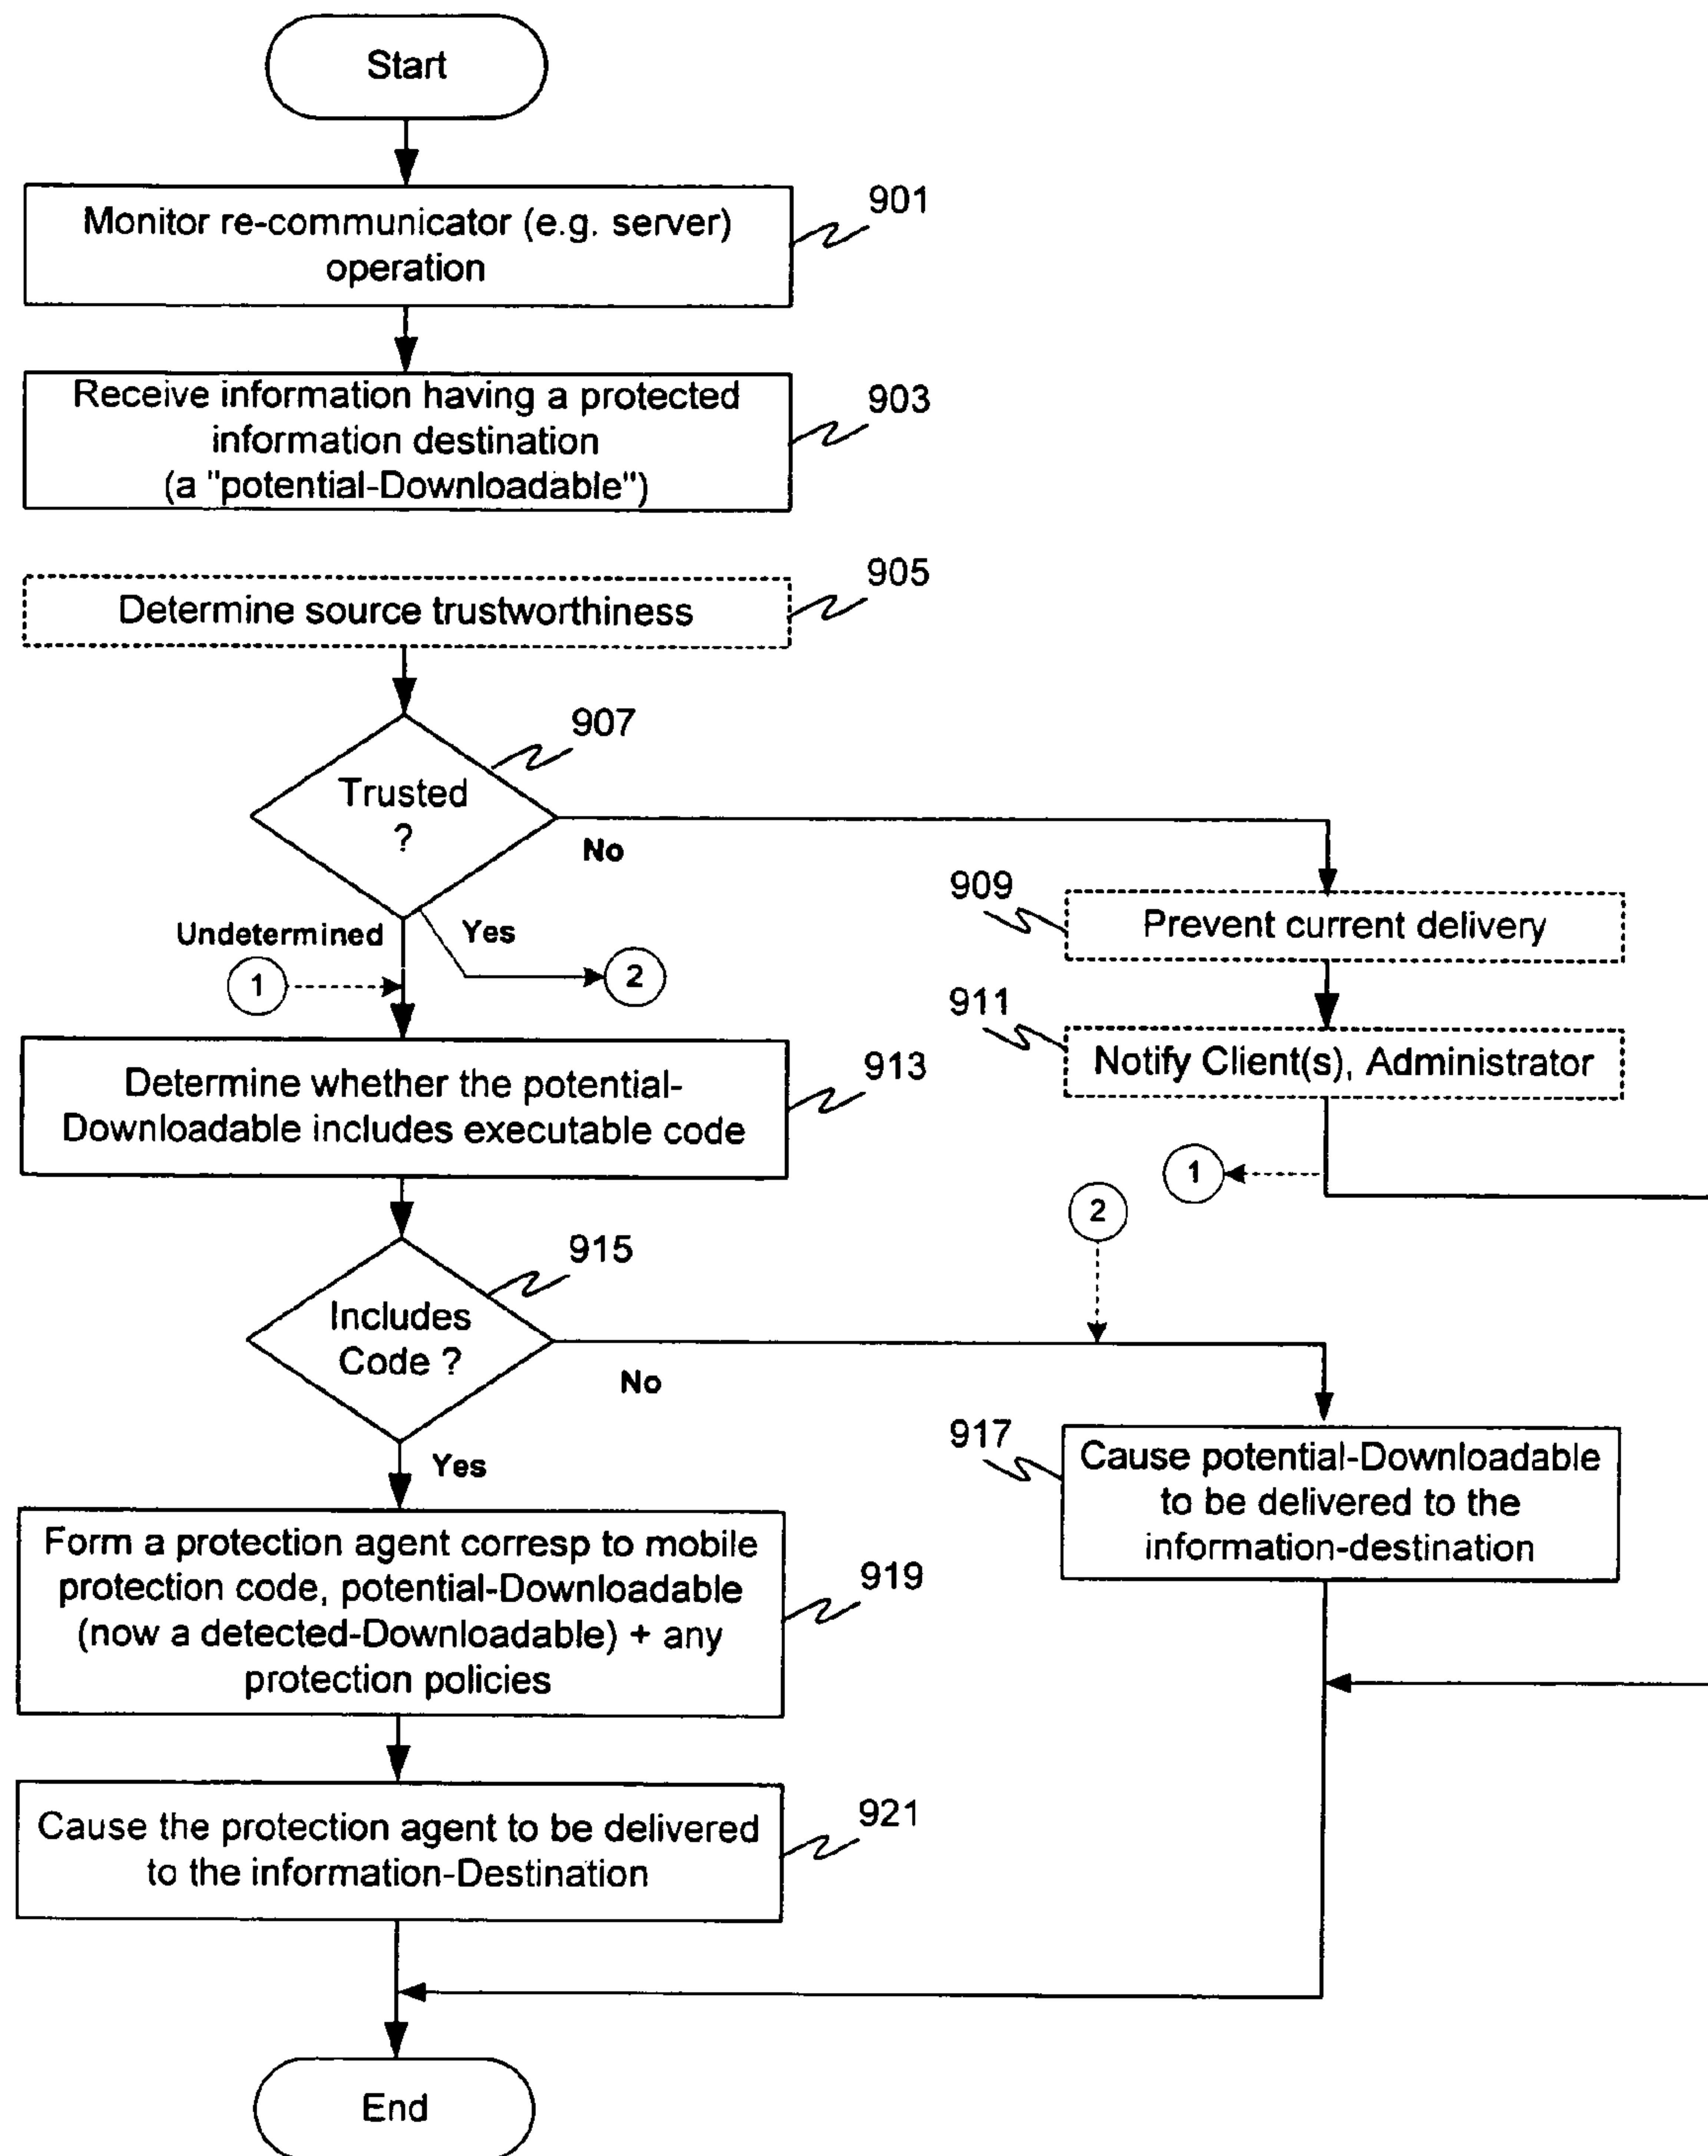 Start
Monitor re-communicator (e.g. server)
operation
901
Receive information having a protected
information destination
(a "potential-Downloadable")
903
Determine source trustworthiness
905
Trusted
?
907
No
Undetermined
Yes
1
2
909
Prevent current delivery
911
Notify Client(s), Administrator
1
2
Determine whether the potential-
Downloadable includes executable code
913
Includes
Code ?
915
No
Yes
917
Cause potential-Downloadable
to be delivered to the
information-destination
Form a protection agent corresp to mobile
protection code, potential-Downloadable
(now a detected-Downloadable) + any
protection policies
919
Cause the protection agent to be delivered
to the information-Destination
921
End